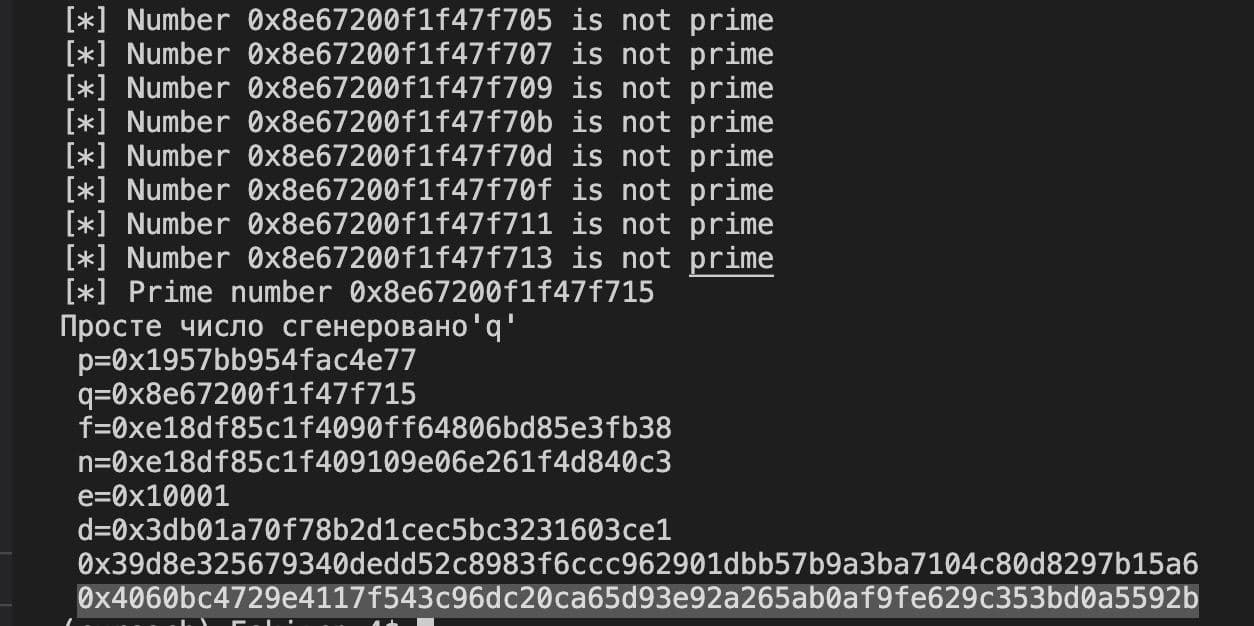 [*] Number 0x8e67200f1f47f705 is not prime
[*] Number 0x8e67200f1f47f707 is not prime
[*] Number 0x8e67200f1f47f709 is not prime
[*] Number 0x8e67200f1f47f70b is not prime
[*] Number 0x8e67200f1f47f70d is not prime
[*] Number 0x8e67200f1f47f70f is not prime
[*] Number 0x8e67200f1f47f711 is not prime
[*] Number 0x8e67200f1f47f713 is not prime
[*] Prime number 0x8e67200f1f47f715
Просте число сгенеровано'q'
p=0x1957bb954fac4e77
q=0x8e67200f1f47f715
f=0xe18df85c1f4090ff64806bd85e3fb38
n=0xe18df85c1f409109e06e261f4d840c3
e=0x10001
d=0x3db01a70f78b2d1cec5bc3231603ce1
0x39d8e325679340dedd52c8983f6ccc962901dbb57b9a3ba7104c80d8297b15a6
0x4060bc4729e4117f543c96dc20ca65d93e92a265ab0af9fe629c353bd0a5592b